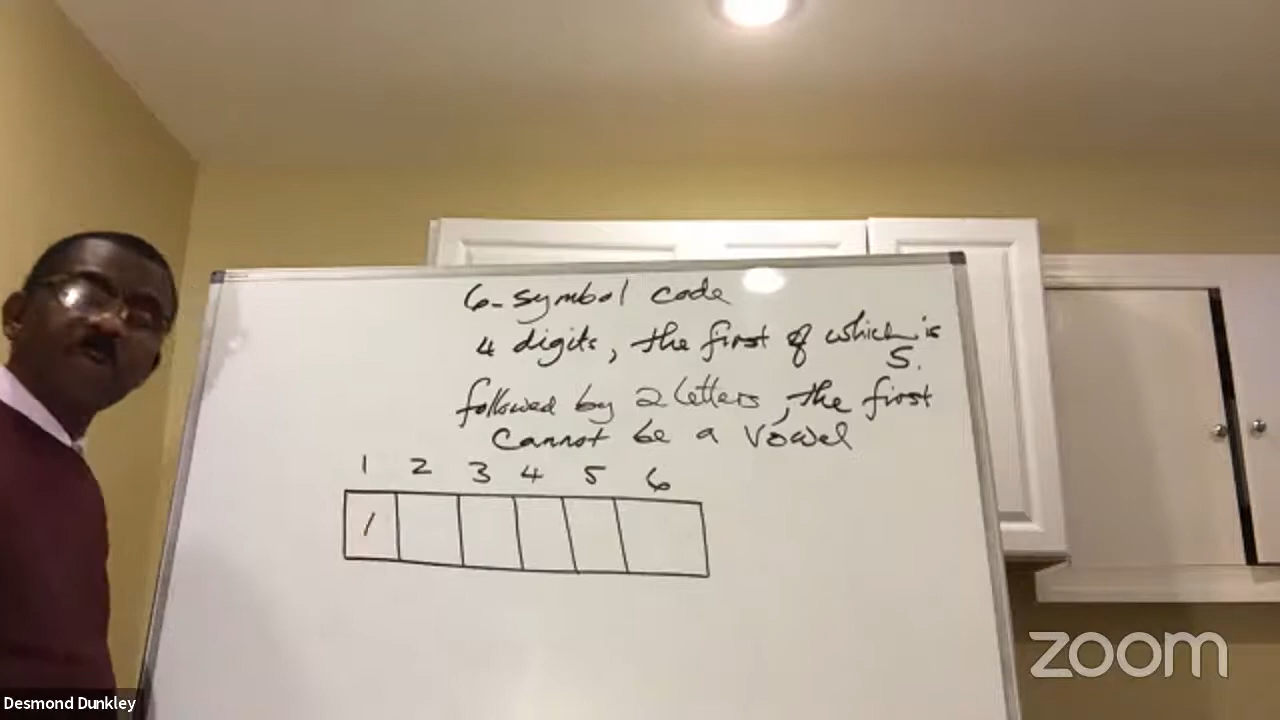 6-symbol code
4 digits, the first of which is
5.
followed by 2 letters, the first
cannot be a vowel
1 2 3 4 5 6
1
zoom
Desmond Dunkley